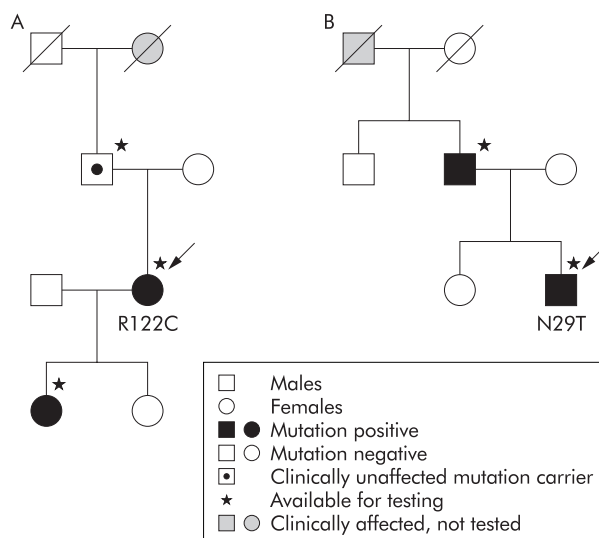 A
B
R122C
N29T
Males
Females
Mutation positive
Mutation negative
Clinically unaffected mutation carrier
Available for testing
Clinically affected, not tested